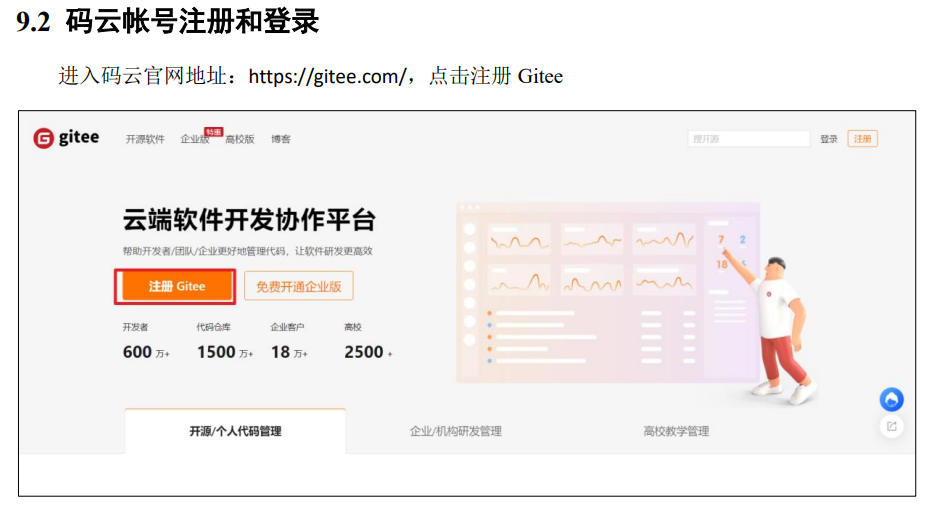 9.2 码云帐号注册和登录
进入码云官网地址：https://gitee.com/，点击注册 Gitee
G gitee 开源软件 企业版 特惠 高校版 博客 搜开源 登录 注册
云端软件开发协作平台
帮助开发者/团队/企业更好地管理代码，让软件研发更高效
注册 Gitee 免费开通企业版
开发者 代码仓库 企业客户 高校
600 万+ 1500 万+ 18 万+ 2500 +
7 2
18 5
开源/个人代码管理 企业/机构研发管理 高校教学管理